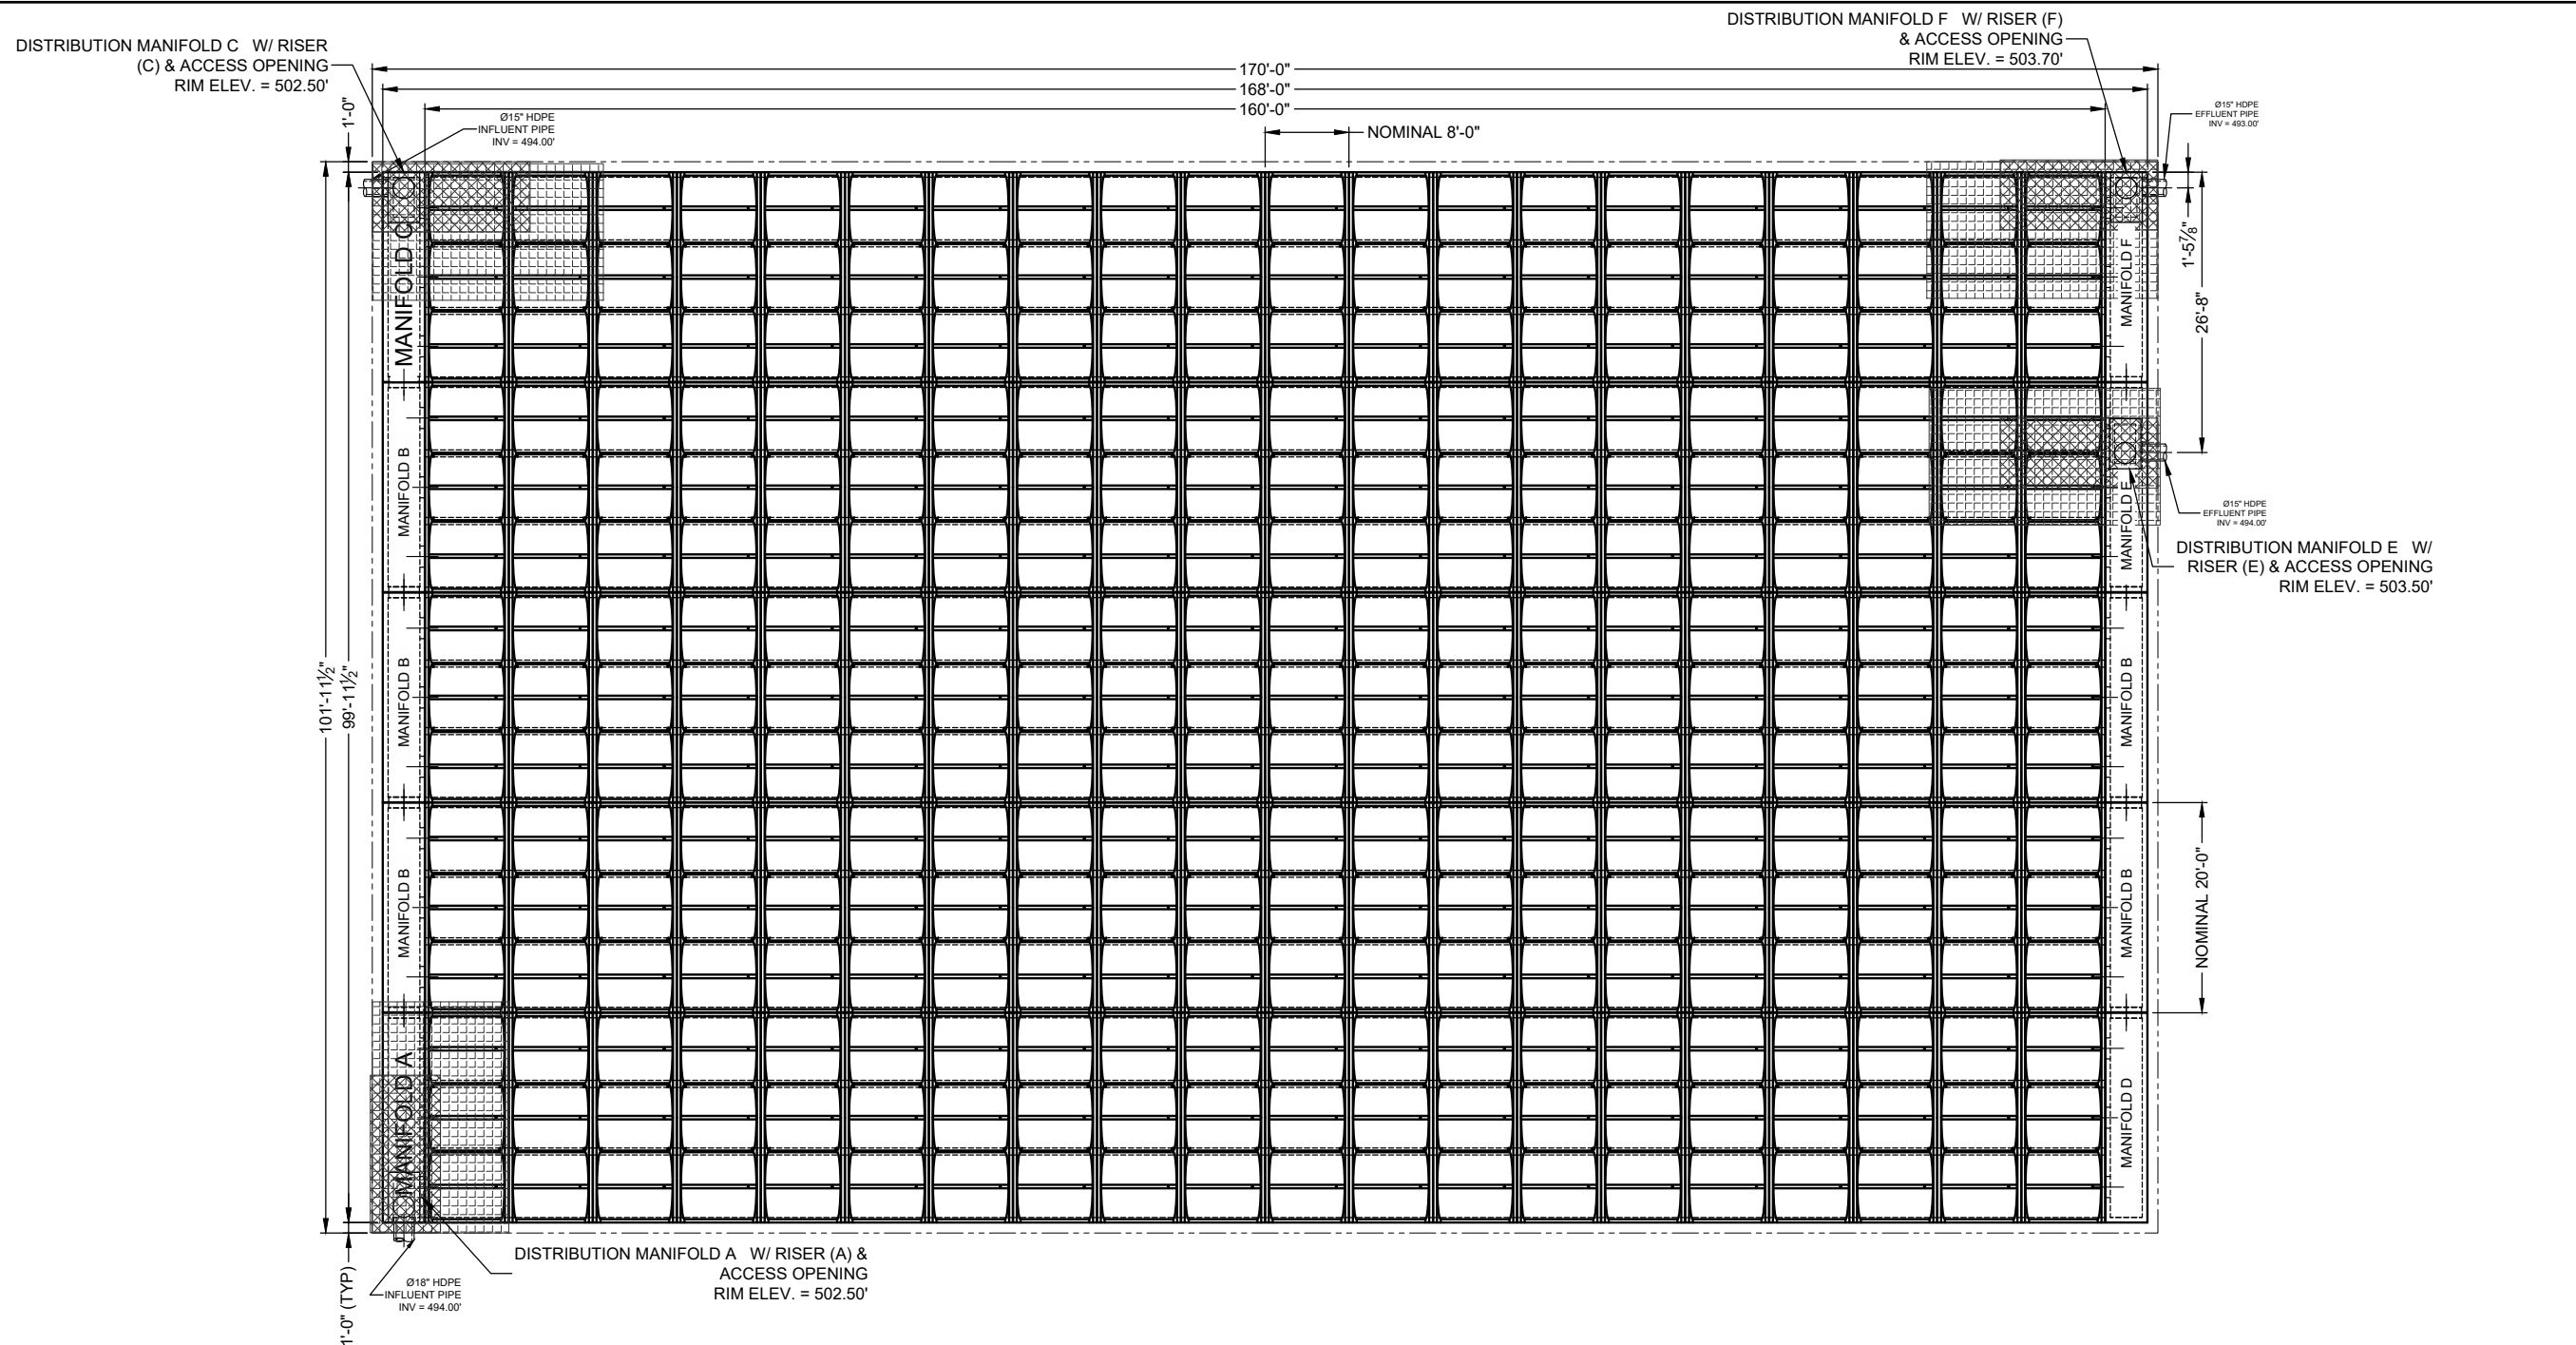 DISTRIBUTION MANIFOLD F   W/ RISER (F)
& ACCESS OPENING
RIM ELEV. = 503.70'
DISTRIBUTION MANIFOLD C   W/ RISER
(C) & ACCESS OPENING
RIM ELEV. = 502.50'
170'-0"
168'-0"
160'-0"
NOMINAL 8'-0"
1'-0"
Ø15" HDPE
INFLUENT PIPE
INV = 494.00'
Ø15" HDPE
EFFLUENT PIPE
INV = 493.00'
MANIFOLD C
MANIFOLD F
1'-5⅞"
26'-8"
MANIFOLD B
MANIFOLD E
Ø15" HDPE
EFFLUENT PIPE
INV = 494.00'
DISTRIBUTION MANIFOLD E   W/
RISER (E) & ACCESS OPENING
RIM ELEV. = 503.50'
101'-11½"
99'-11½"
MANIFOLD B
MANIFOLD B
MANIFOLD B
MANIFOLD B
NOMINAL 20'-0"
MANIFOLD A
MANIFOLD D
DISTRIBUTION MANIFOLD A   W/ RISER (A) &
ACCESS OPENING
RIM ELEV. = 502.50'
Ø18" HDPE
INFLUENT PIPE
INV = 494.00'
1'-0" (TYP)